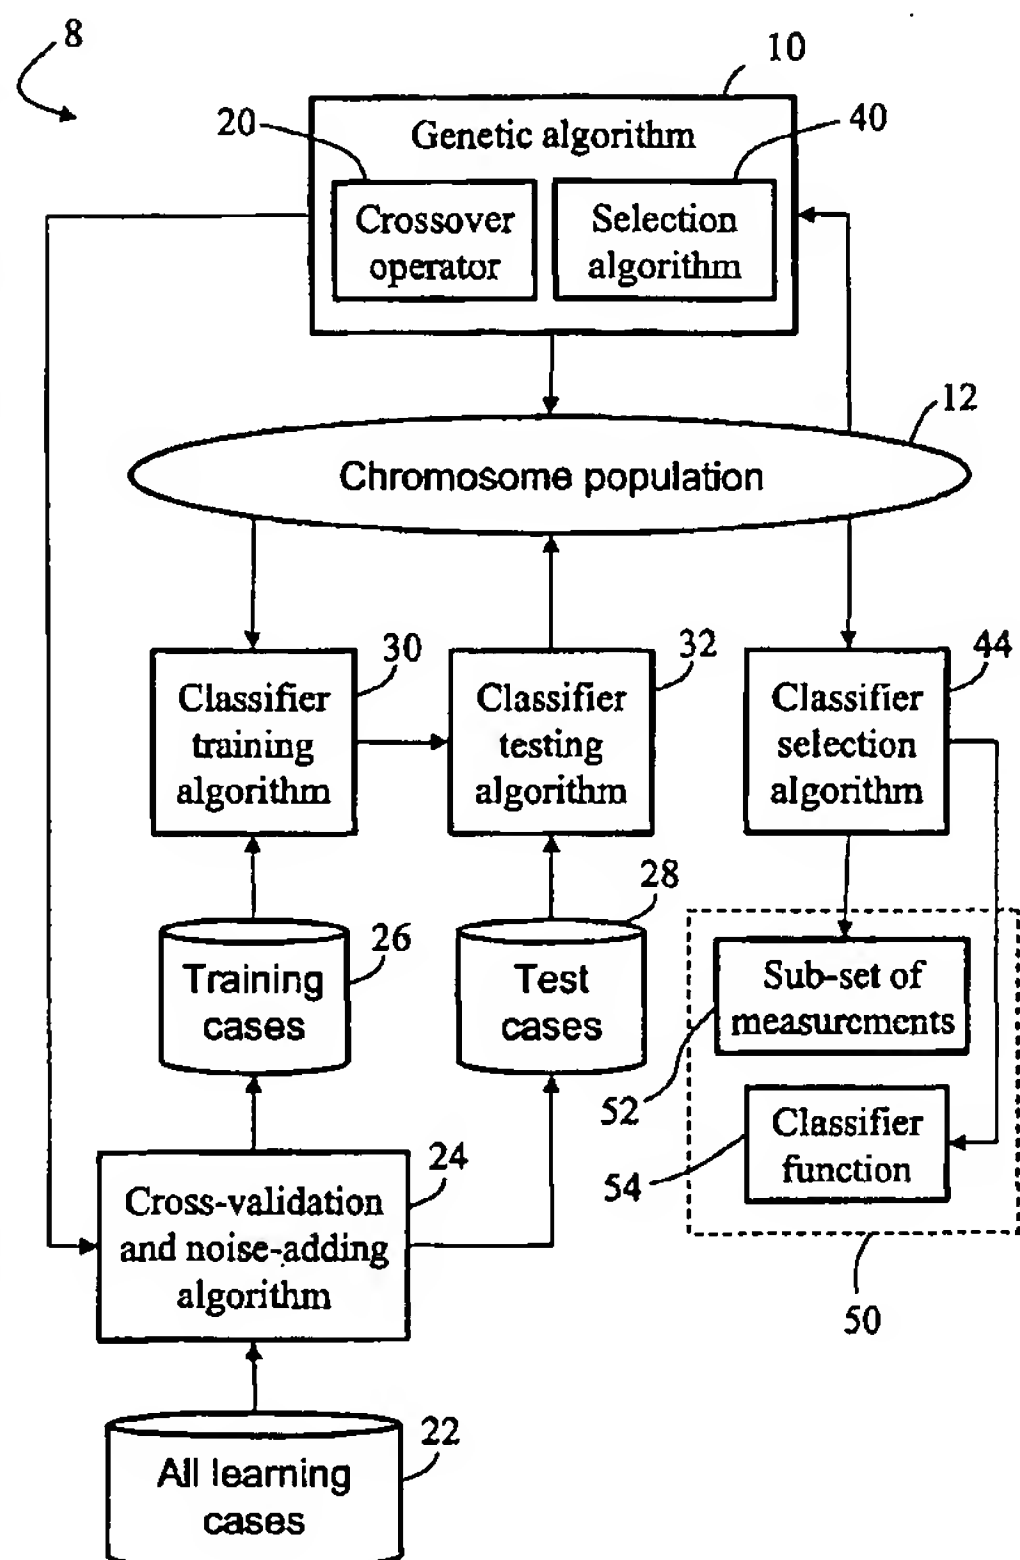 8
10
20
Genetic algorithm
40
Crossover
operator
Selection
algorithm
12
Chromosome population
30
32
44
Classifier
training
algorithm
Classifier
testing
algorithm
Classifier
selection
algorithm
28
26
Training
cases
Test
cases
Sub-set of
measurements
52
Classifier
function
54
24
Cross-validation
and noise-adding
algorithm
50
22
All learning
cases